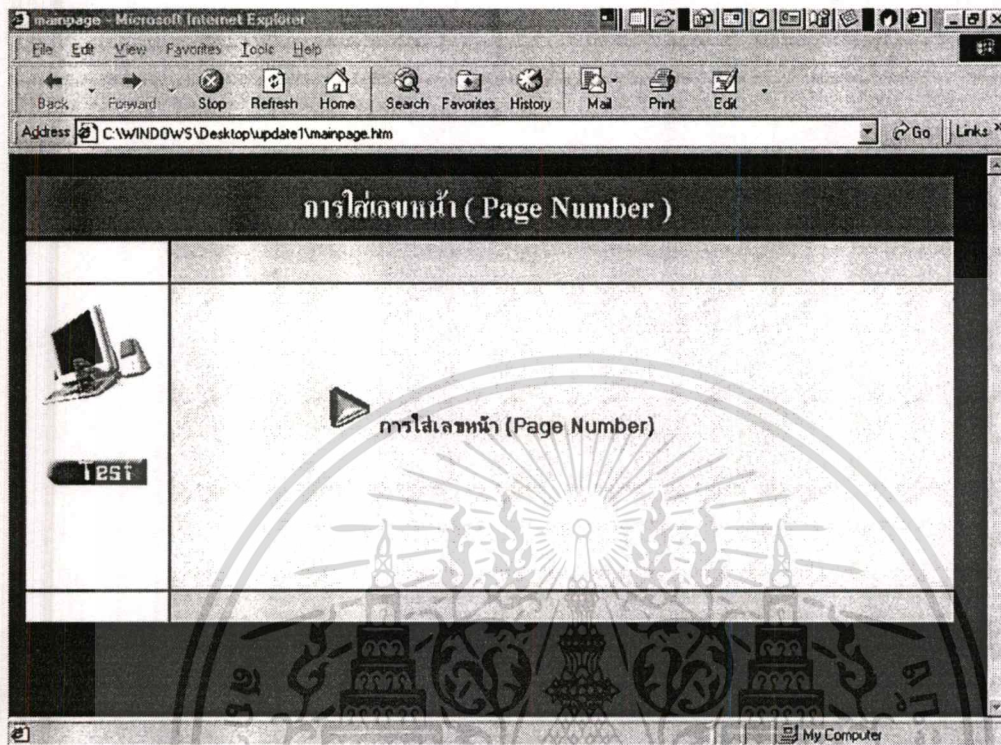 mainpage - Microsoft Internet Explorer
File Edit View Favorites Tools Help
Back Forward Stop Refresh Home Search Favorites History Mail Print Edit
Address C:\WINDOWS\Desktop\update1\mainpage.htm Go Links »
การใส่เลขหน้า ( Page Number )
การใส่เลขหน้า (Page Number)
Test
My Computer